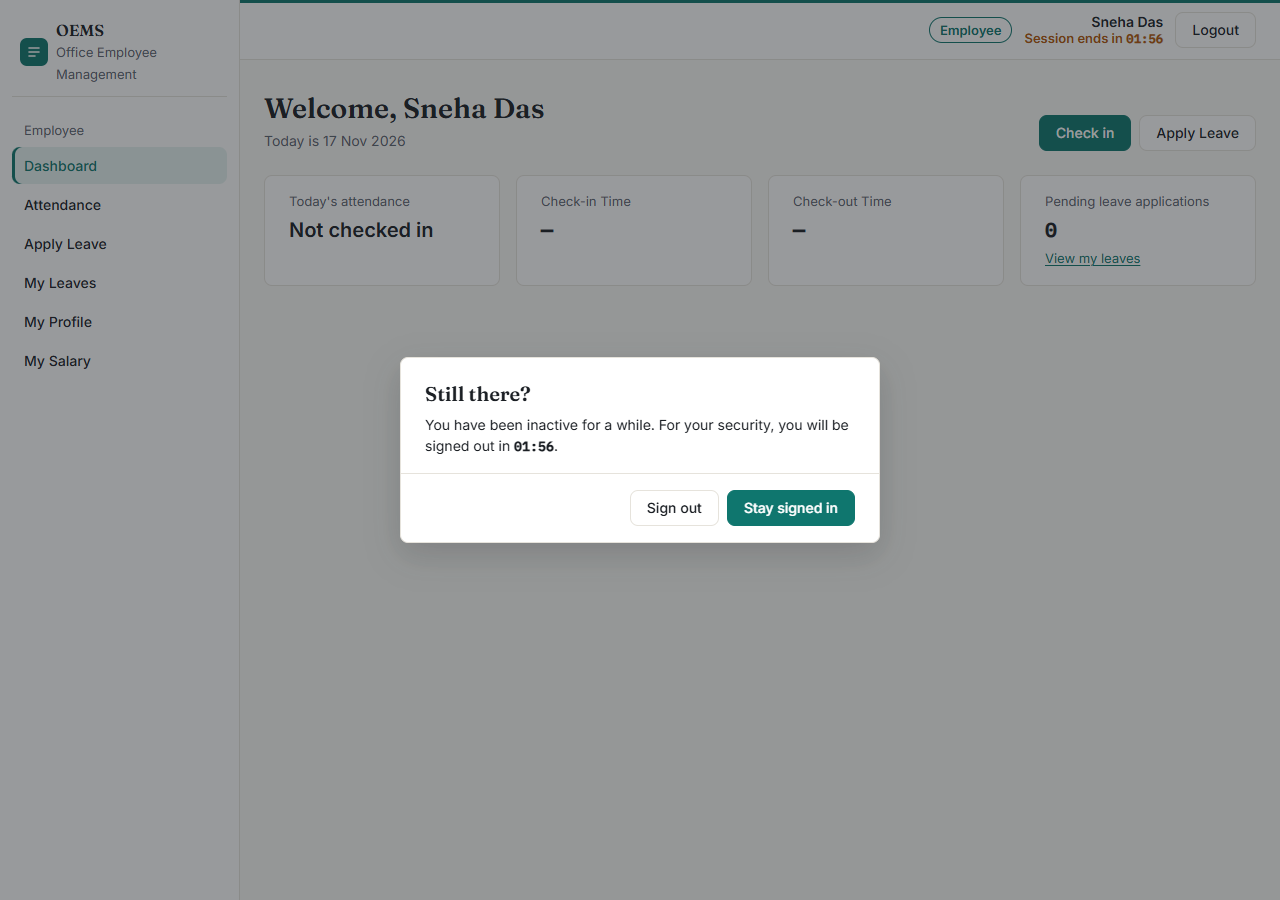 OEMS
Office Employee
Management
Employee
Dashboard
Attendance
Apply Leave
My Leaves
My Profile
My Salary
Employee
Sneha Das
Session ends in 01:56
Logout
Welcome, Sneha Das
Today is 17 Nov 2026
Check in
Apply Leave
Today's attendance
Not checked in
Check-in Time
–
Check-out Time
–
Pending leave applications
0
View my leaves
Still there?
You have been inactive for a while. For your security, you will be
signed out in 01:56.
Sign out
Stay signed in